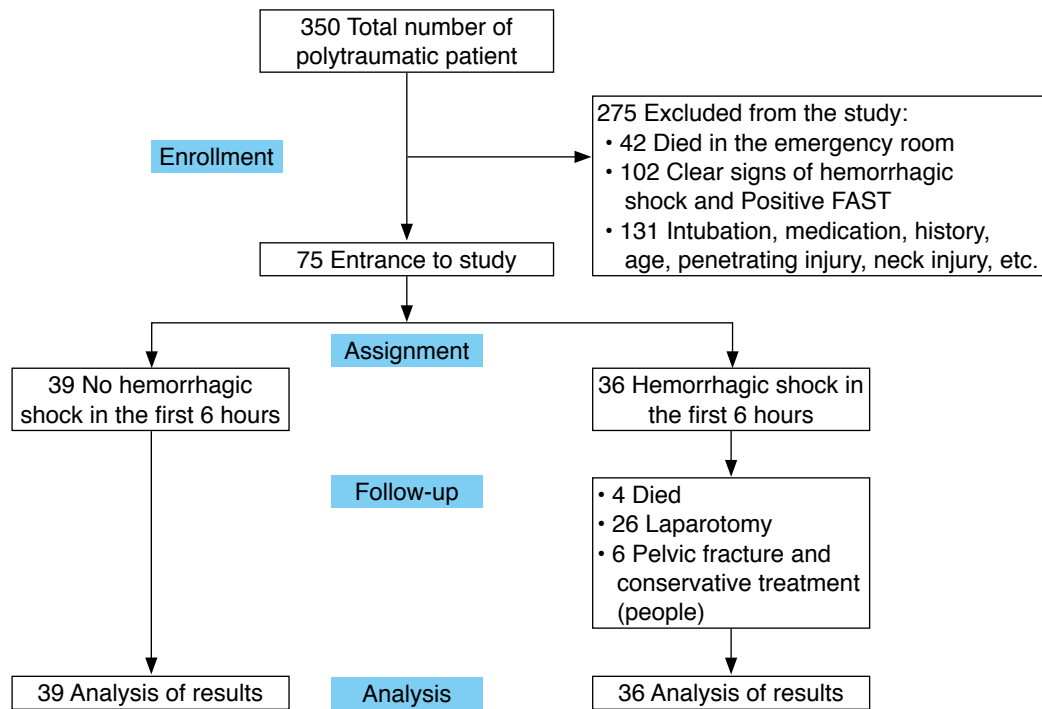 350 Total number of
polytraumatic patient
Enrollment
275 Excluded from the study:
• 42 Died in the emergency room
• 102 Clear signs of hemorrhagic
shock and Positive FAST
• 131 Intubation, medication, history,
age, penetrating injury, neck injury, etc.
75 Entrance to study
Assignment
39 No hemorrhagic
shock in the first 6 hours
36 Hemorrhagic shock in
the first 6 hours
Follow-up
• 4 Died
• 26 Laparotomy
• 6 Pelvic fracture and
conservative treatment
(people)
39 Analysis of results
Analysis
36 Analysis of results